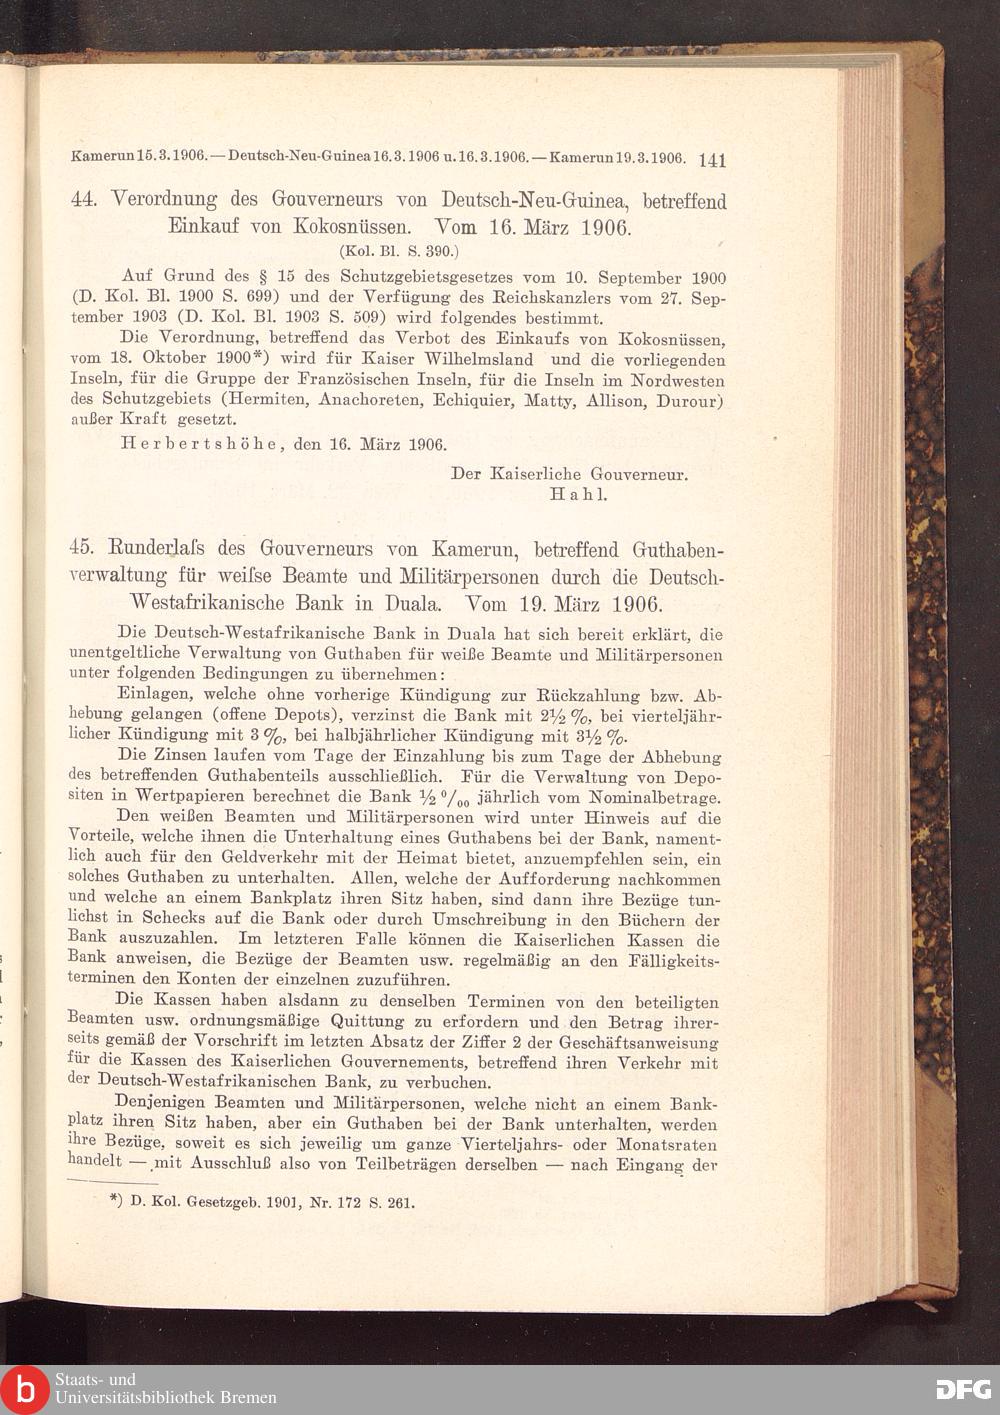 Kamerun 15. 3. 1906. — Deutsch-Neu-Guinea 16. 3. 1906 u. 16. 3. 1906. — Kamerun 19. 3. 1906. 141
44. Verordnung des Gouverneurs von Deutsch-Neu-Guinea, betreffend
Einkauf von Kokosnüssen. Vom 16. März 1906.
(Kol. Bl. S. 390.)
Auf Grund des § 15 des Schutzgebietsgesetzes vom 10. September 1900
(D. Kol. Bl. 1900 S. 699) und der Verfügung des Reichskanzlers vom 27. Sep-
tember 1903 (D. Kol. Bl. 1903 S. 509) wird folgendes bestimmt.
Die Verordnung, betreffend das Verbot des Einkaufs von Kokosnüssen,
vom 18. Oktober 1900*) wird für Kaiser Wilhelmsland und die vorliegenden
Inseln, für die Gruppe der Französischen Inseln, für die Inseln im Nordwesten
des Schutzgebiets (Hermiten, Anachoreten, Echiquier, Matty, Allison, Durour)
außer Kraft gesetzt.
Herbertshöhe, den 16. März 1906.
Der Kaiserliche Gouverneur.
Hahl.
45. Runderlaſs des Gouverneurs von Kamerun, betreffend Guthaben-
verwaltung für weiſse Beamte und Militärpersonen durch die Deutsch-
Westafrikanische Bank in Duala. Vom 19. März 1906.
Die Deutsch-Westafrikanische Bank in Duala hat sich bereit erklärt, die
unentgeltliche Verwaltung von Guthaben für weiße Beamte und Militärpersonen
unter folgenden Bedingungen zu übernehmen:
Einlagen, welche ohne vorherige Kündigung zur Rückzahlung bzw. Ab-
hebung gelangen (offene Depots), verzinst die Bank mit 2½ %, bei vierteljähr-
licher Kündigung mit 3 %, bei halbjährlicher Kündigung mit 3½ %.
Die Zinsen laufen vom Tage der Einzahlung bis zum Tage der Abhebung
des betreffenden Guthabenteils ausschließlich. Für die Verwaltung von Depo-
siten in Wertpapieren berechnet die Bank ½ ‰ jährlich vom Nominalbetrage.
Den weißen Beamten und Militärpersonen wird unter Hinweis auf die
Vorteile, welche ihnen die Unterhaltung eines Guthabens bei der Bank, nament-
lich auch für den Geldverkehr mit der Heimat bietet, anzuempfehlen sein, ein
solches Guthaben zu unterhalten. Allen, welche der Aufforderung nachkommen
und welche an einem Bankplatz ihren Sitz haben, sind dann ihre Bezüge tun-
lichst in Schecks auf die Bank oder durch Umschreibung in den Büchern der
Bank auszuzahlen. Im letzteren Falle können die Kaiserlichen Kassen die
Bank anweisen, die Bezüge der Beamten usw. regelmäßig an den Fälligkeits-
terminen den Konten der einzelnen zuzuführen.
Die Kassen haben alsdann zu denselben Terminen von den beteiligten
Beamten usw. ordnungsmäßige Quittung zu erfordern und den Betrag ihrer-
seits gemäß der Vorschrift im letzten Absatz der Ziffer 2 der Geschäftsanweisung
für die Kassen des Kaiserlichen Gouvernements, betreffend ihren Verkehr mit
der Deutsch-Westafrikanischen Bank, zu verbuchen.
Denjenigen Beamten und Militärpersonen, welche nicht an einem Bank-
platz ihren Sitz haben, aber ein Guthaben bei der Bank unterhalten, werden
ihre Bezüge, soweit es sich jeweilig um ganze Vierteljahrs- oder Monatsraten
handelt — mit Ausschluß also von Teilbeträgen derselben — nach Eingang der
*) D. Kol. Gesetzgeb. 1901, Nr. 172 S. 261.
b Staats- und
Universitätsbibliothek Bremen
DFG